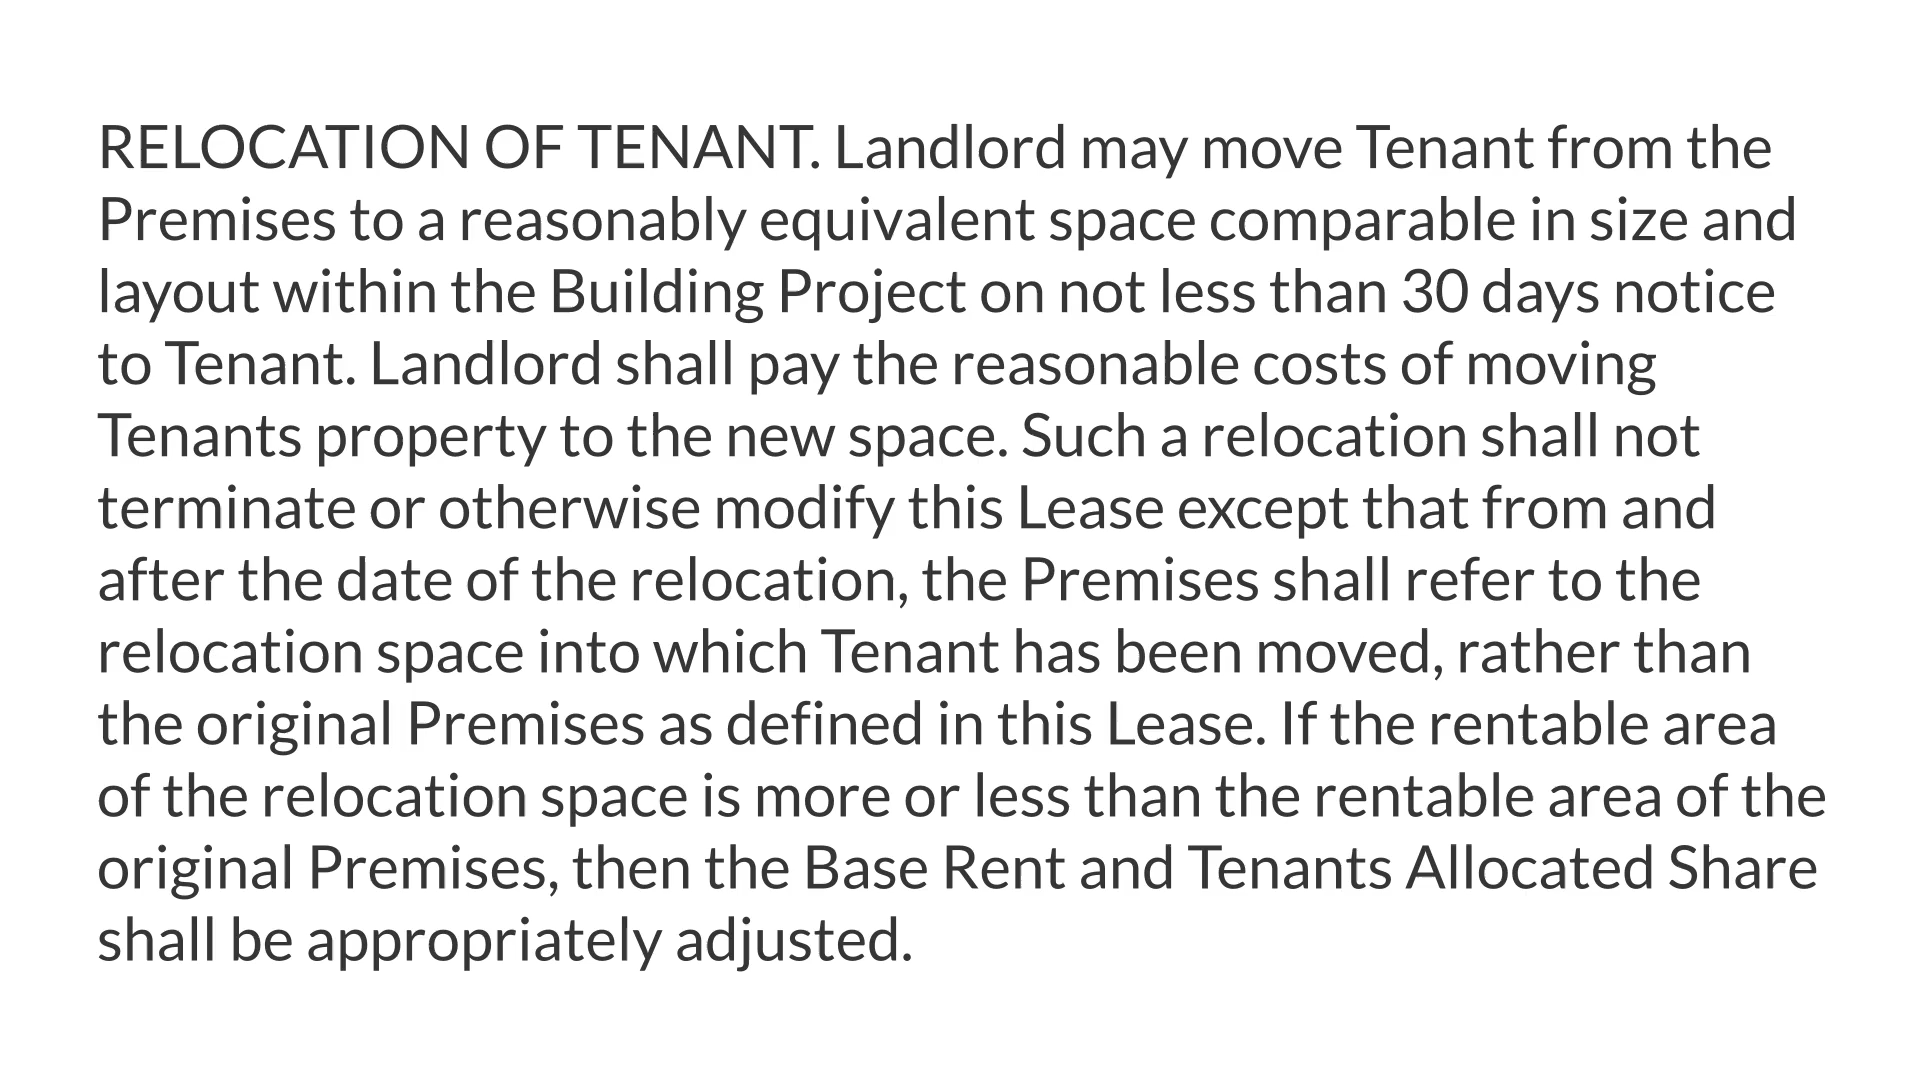 RELOCATION OF TENANT. Landlord may move Tenant from the
Premises to a reasonably equivalent space comparable in size and
layout within the Building Project on not less than 30 days notice
to Tenant. Landlord shall pay the reasonable costs of moving
Tenants property to the new space. Such a relocation shall not
terminate or otherwise modify this Lease except that from and
after the date of the relocation, the Premises shall refer to the
relocation space into which Tenant has been moved, rather than
the original Premises as defined in this Lease. If the rentable area
of the relocation space is more or less than the rentable area of the
original Premises, then the Base Rent and Tenants Allocated Share
shall be appropriately adjusted.